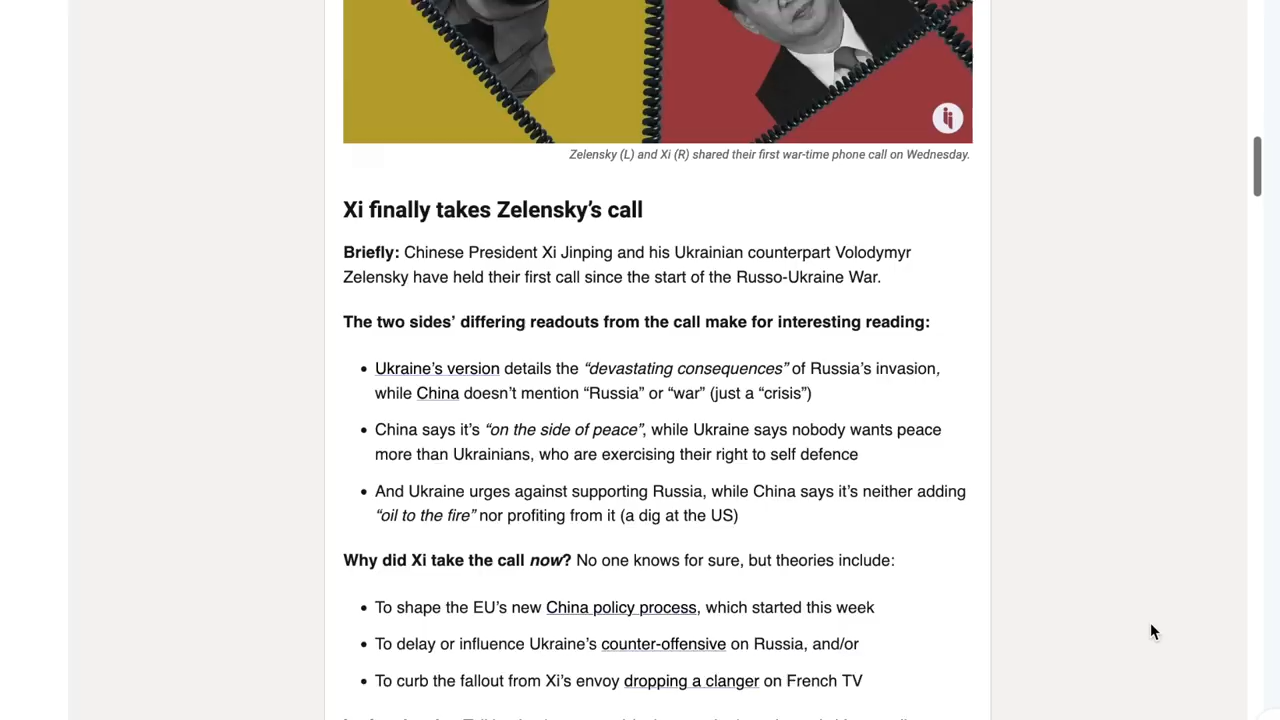 Zelensky (L) and Xi (R) shared their first war-time phone call on Wednesday.
Xi finally takes Zelensky’s call
Briefly: Chinese President Xi Jinping and his Ukrainian counterpart Volodymyr
Zelensky have held their first call since the start of the Russo-Ukraine War.
The two sides’ differing readouts from the call make for interesting reading:
• Ukraine’s version details the “devastating consequences” of Russia’s invasion,
while China doesn’t mention “Russia” or “war” (just a “crisis”)
• China says it’s “on the side of peace”, while Ukraine says nobody wants peace
more than Ukrainians, who are exercising their right to self defence
• And Ukraine urges against supporting Russia, while China says it’s neither adding
“oil to the fire” nor profiting from it (a dig at the US)
Why did Xi take the call now? No one knows for sure, but theories include:
• To shape the EU’s new China policy process, which started this week
• To delay or influence Ukraine’s counter-offensive on Russia, and/or
• To curb the fallout from Xi’s envoy dropping a clanger on French TV